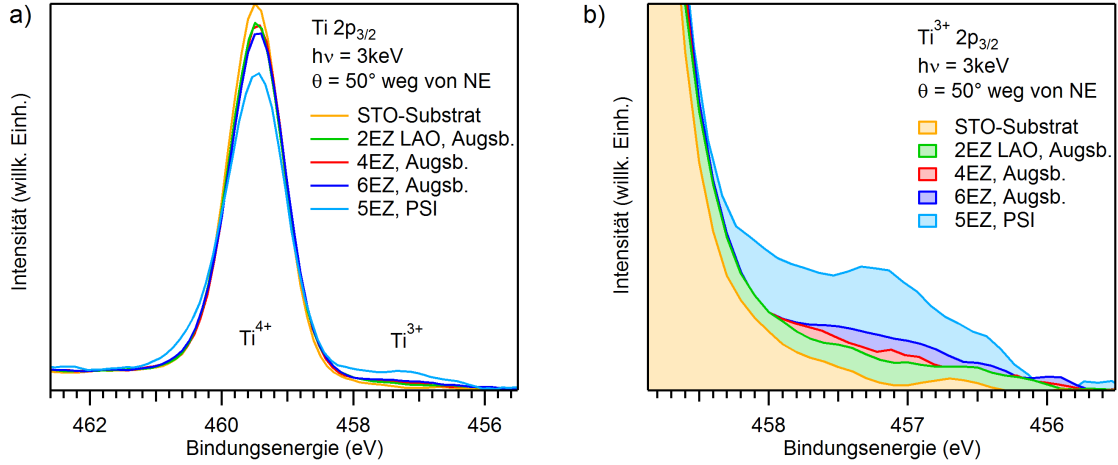 a)
Ti 2p3/2
hν = 3keV
θ = 50° weg von NE
STO-Substrat
2EZ LAO, Augsb.
4EZ, Augsb.
6EZ, Augsb.
5EZ, PSI
Ti4+
Ti3+
Intensität (willk. Einh.)
462
460
458
456
Bindungsenergie (eV)
b)
Ti3+ 2p3/2
hν = 3keV
θ = 50° weg von NE
STO-Substrat
2EZ LAO, Augsb.
4EZ, Augsb.
6EZ, Augsb.
5EZ, PSI
Intensität (willk. Einh.)
458
457
456
Bindungsenergie (eV)